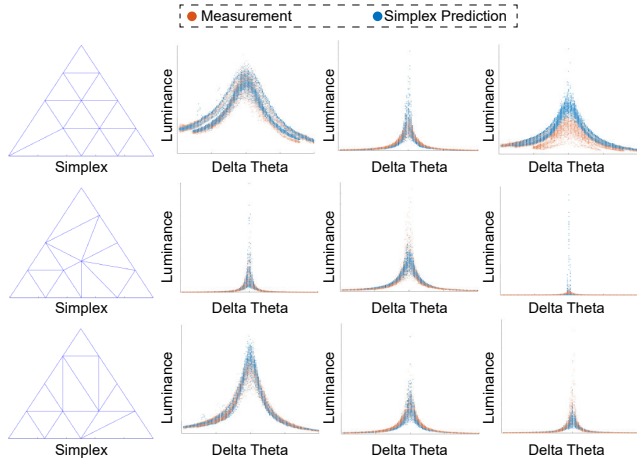 Measurement Simplex Prediction
Luminance Luminance Luminance
Simplex Delta Theta Delta Theta Delta Theta
Luminance Luminance Luminance
Simplex Delta Theta Delta Theta Delta Theta
Luminance Luminance Luminance
Simplex Delta Theta Delta Theta Delta Theta